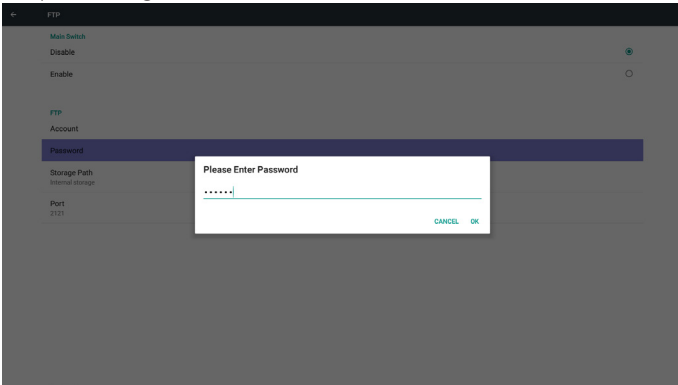 FTP
Main Switch
Disable
Enable
FTP
Account
Password
Storage Path
Internal storage
Port
2121
Please Enter Password
••••••
CANCEL OK